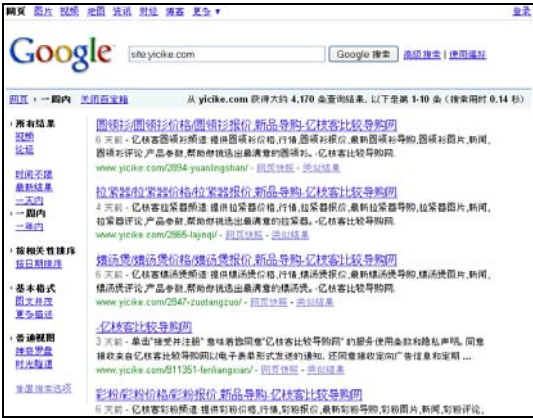 网页 图片 视频 地图 资讯 财经 博客 更多 ▼ 登录
Google site:yicike.com Google 搜索 高级搜索 | 使用偏好
网页 › 一周内 关闭百宝箱 从 yicike.com 获得大约 4,170 条查询结果，以下是第 1-10 条 (搜索用时 0.14 秒)
› 所有结果
视频
论坛
时间不限
最新结果
一天内
› 一周内
一年内
› 按相关性排序
按日期排序
› 基本格式
图文并茂
更多描述
› 普通视图
神奇罗盘
时光隧道
重置搜索选项
圆领衫/圆领衫价格/圆领衫报价,新品导购-亿枝客比较导购网
6 天前 - 亿枝客圆领衫频道:提供圆领衫价格,行情,圆领衫报价,最新圆领衫导购,圆领衫图片,新闻,
圆领衫评论,产品参数,帮助你挑选出最满意的圆领衫。-亿枝客比较导购网.
www.yicike.com/2894-yuanlingshan/ - 网页快照 - 类似结果
拉紧器/拉紧器价格/拉紧器报价,新品导购-亿枝客比较导购网
4 天前 - 亿枝客拉紧器频道:提供拉紧器价格,行情,拉紧器报价,最新拉紧器导购,拉紧器图片,新闻,
拉紧器评论,产品参数,帮助你挑选出最满意的拉紧器。-亿枝客比较导购网.
www.yicike.com/2865-lajinqi/ - 网页快照 - 类似结果
汤煲/ 汤煲价格/ 汤煲报价,新品导购-亿枝客比较导购网
6 天前 - 亿枝客 汤煲频道:提供 汤煲价格,行情, 汤煲报价,最新 汤煲导购, 汤煲图片,新闻,
汤煲评论,产品参数,帮助你挑选出最满意的 汤煲。-亿枝客比较导购网.
www.yicike.com/2847-zuotangzuo/ - 网页快照 - 类似结果
-亿枝客比较导购网
3 天前 - 单击"接受并注册" 意味着您同意"亿枝客比较导购网" 的服务使用条款和隐私声明。同意
接收来自亿枝客比较导购网以电子表单形式发送的通知，还同意接收定向广告信息和定期 ...
www.yicike.com/811351-fenliangxian/ - 网页快照 - 类似结果
彩粉/彩粉价格/彩粉报价,新品导购-亿枝客比较导购网
6 天前 - 亿枝客彩粉频道:提供彩粉价格,行情,彩粉报价,最新彩粉导购,彩粉图片,新闻,彩粉评论,